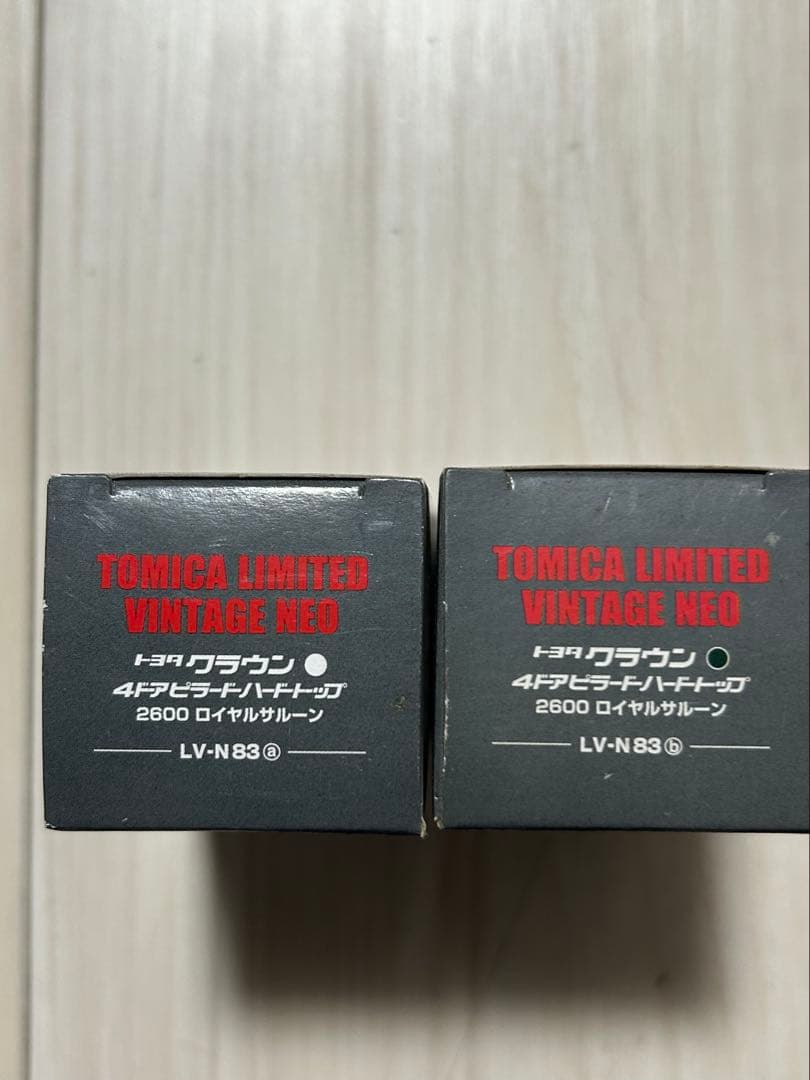 TOMICA LIMITED
VINTAGE NEO
トヨタ クラウン
4ドアピラードハードトップ
2600 ロイヤルサルーン
LV-N83ⓐ
TOMICA LIMITED
VINTAGE NEO
トヨタ クラウン
4ドアピラードハードトップ
2600 ロイヤルサルーン
LV-N83ⓑ